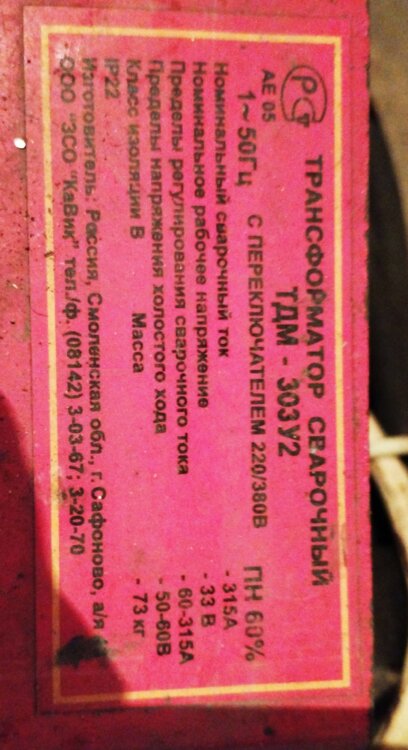 РСТ
АЕ 05
ТРАНСФОРМАТОР СВАРОЧНЫЙ
ТДМ - 303У2
1~ 50Гц С ПЕРЕКЛЮЧАТЕЛЕМ 220/380В ПН 60%
Номинальный сварочный ток - 315А
Номинальное рабочее напряжение - 33 В
Пределы регулирования сварочного тока - 60-315А
Пределы напряжения холостого хода - 50-60В
Класс изоляции В Масса - 73 кг
IP22
Изготовитель: Россия, Смоленская обл., г. Сафоново, а/я
ООО "ЗСО "КаВик" тел./ф. (08142) 3-03-67; 3-20-70